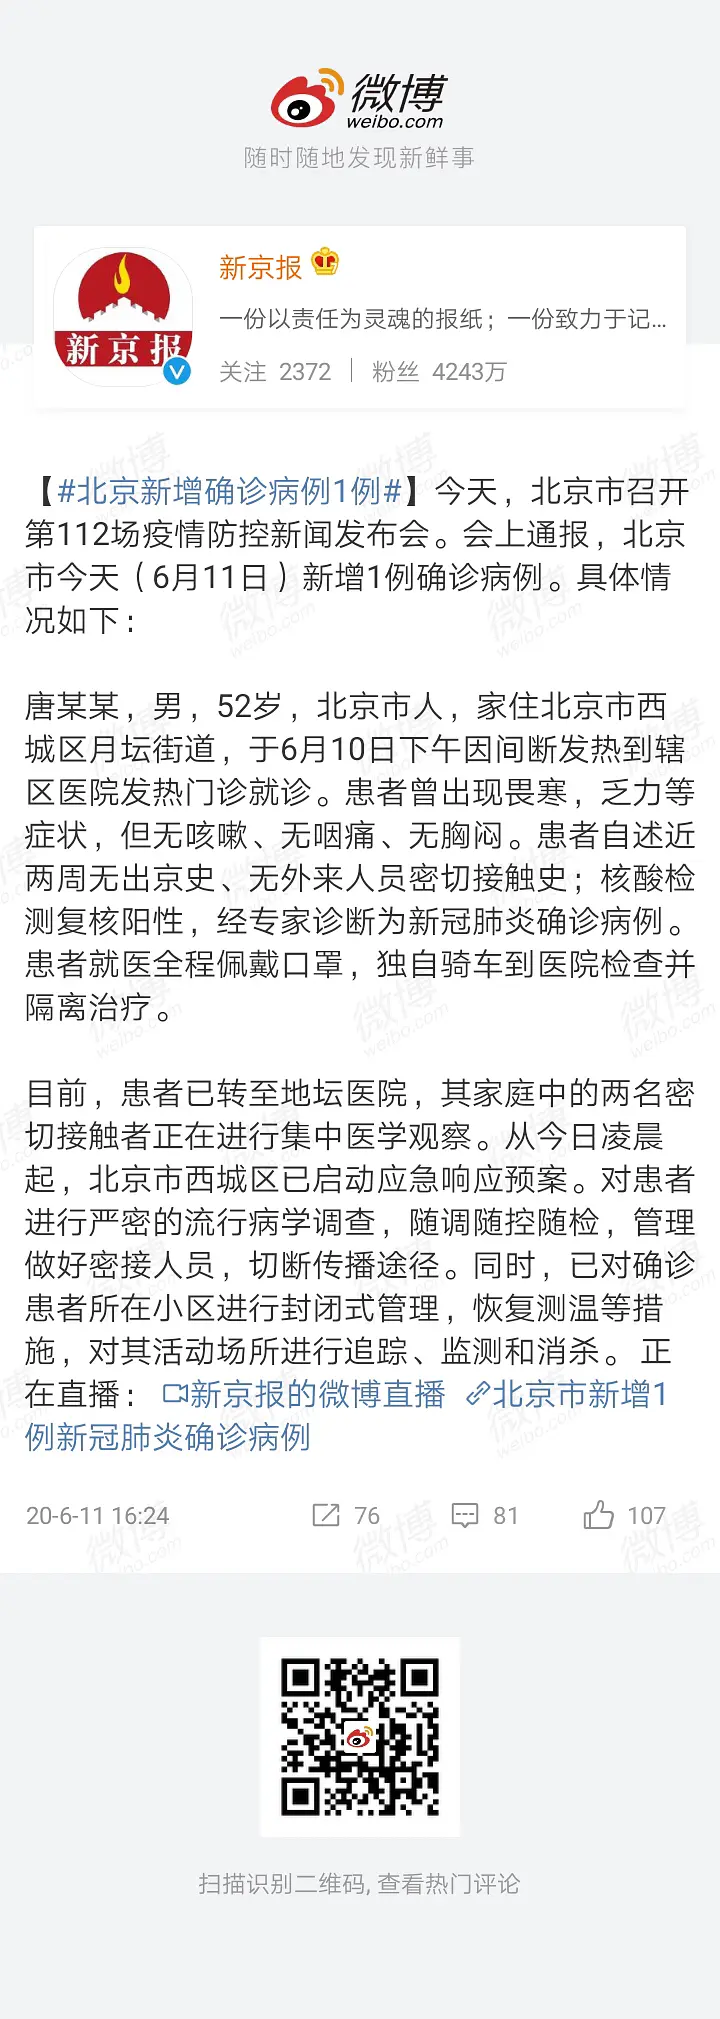 微博
weibo.com
随时随地发现新鲜事
新京报
新京报
一份以责任为灵魂的报纸；一份致力于记...
关注 2372 | 粉丝 4243万
【#北京新增确诊病例1例#】今天，北京市召开
第112场疫情防控新闻发布会。会上通报，北京
市今天（6月11日）新增1例确诊病例。具体情
况如下：
唐某某，男，52岁，北京市人，家住北京市西
城区月坛街道，于6月10日下午因间断发热到辖
区医院发热门诊就诊。患者曾出现畏寒，乏力等
症状，但无咳嗽、无咽痛、无胸闷。患者自述近
两周无出京史、无外来人员密切接触史；核酸检
测复核阳性，经专家诊断为新冠肺炎确诊病例。
患者就医全程佩戴口罩，独自骑车到医院检查并
隔离治疗。
目前，患者已转至地坛医院，其家庭中的两名密
切接触者正在进行集中医学观察。从今日凌晨
起，北京市西城区已启动应急响应预案。对患者
进行严密的流行病学调查，随调随控随检，管理
做好密接人员，切断传播途径。同时，已对确诊
患者所在小区进行封闭式管理，恢复测温等措
施，对其活动场所进行追踪、监测和消杀。 正
在直播： 新京报的微博直播 北京市新增1
例新冠肺炎确诊病例
20-6-11 16:24 76 81 107
扫描识别二维码, 查看热门评论